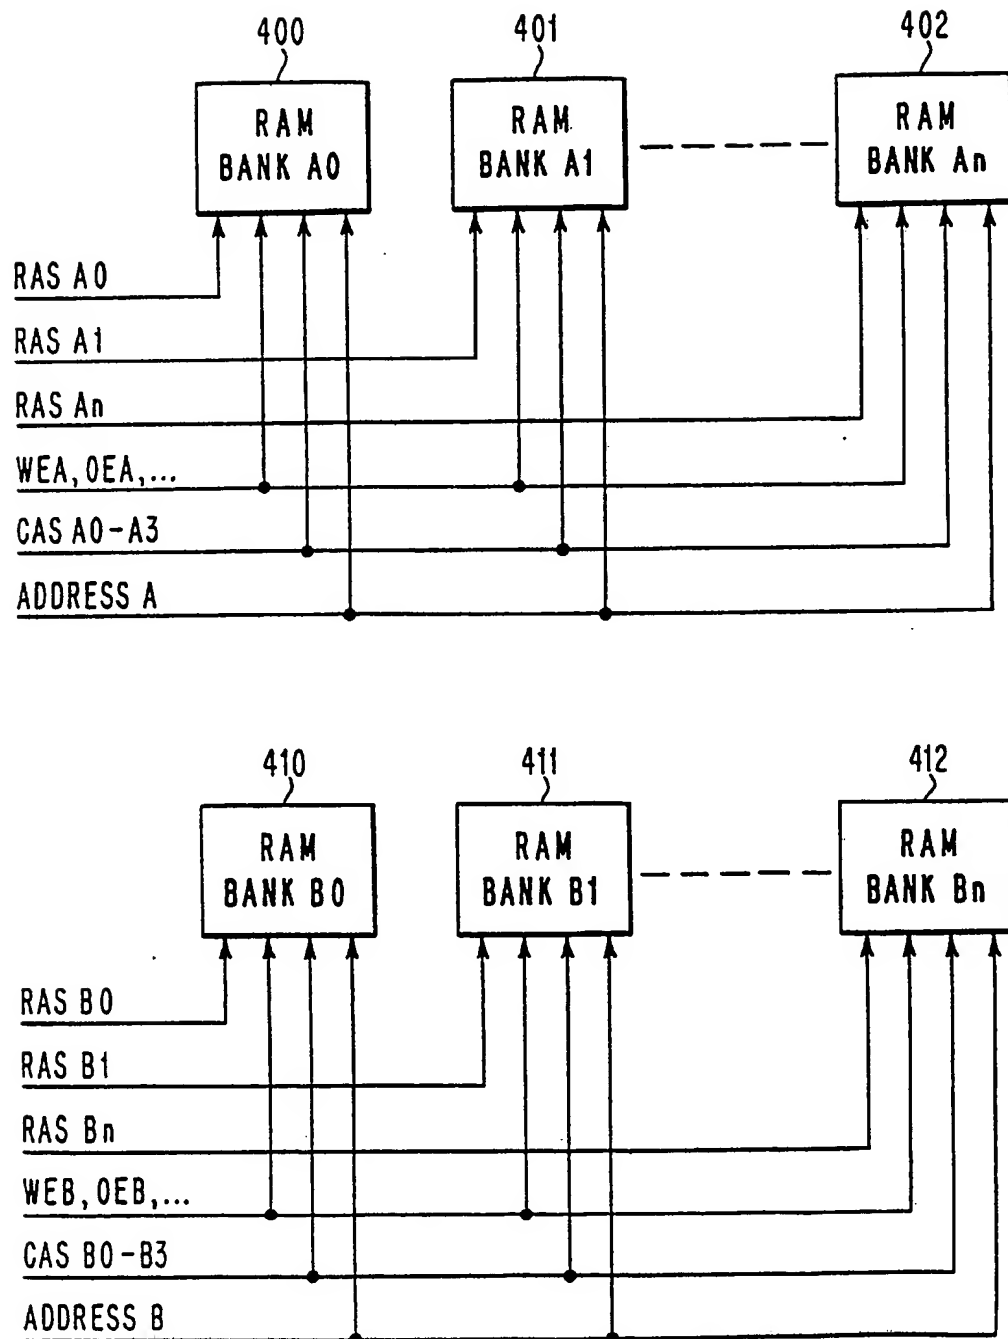 400 401 402
RAM BANK A0
RAM BANK A1
RAM BANK An
RAS A0
RAS A1
RAS An
WEA, OEA,...
CAS A0-A3
ADDRESS A
410 411 412
RAM BANK B0
RAM BANK B1
RAM BANK Bn
RAS B0
RAS B1
RAS Bn
WEB, OEB,...
CAS B0-B3
ADDRESS B